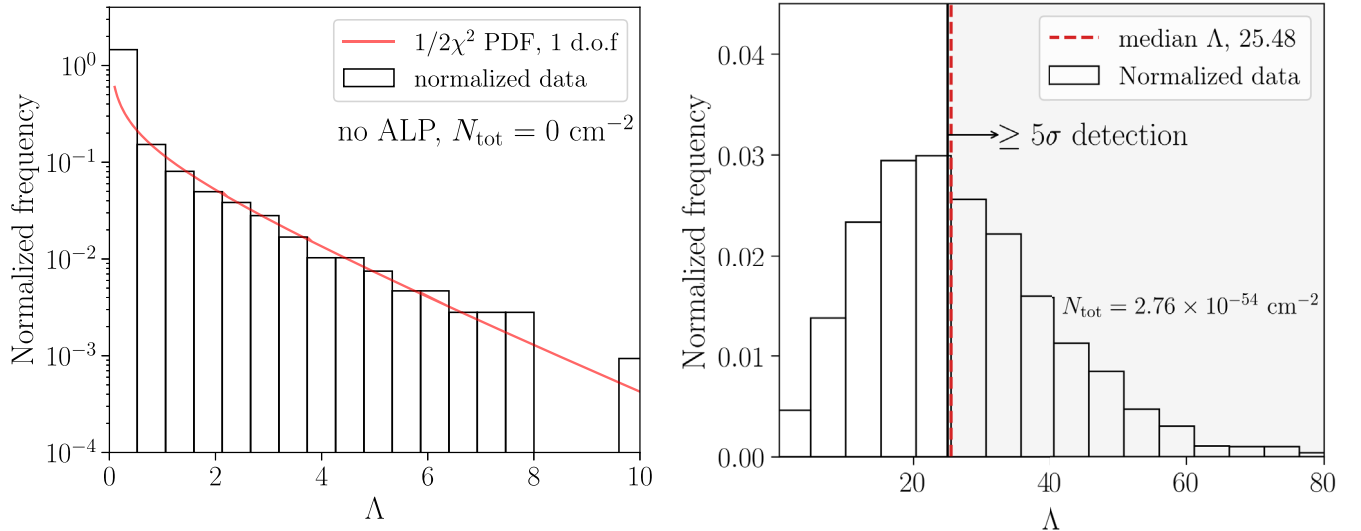 1/2χ² PDF, 1 d.o.f
normalized data
no ALP, N_tot = 0 cm⁻²
Normalized frequency
10⁰
10⁻¹
10⁻²
10⁻³
10⁻⁴
0 2 4 6 8 10
Λ
median Λ, 25.48
Normalized data
≥ 5σ detection
N_tot = 2.76 × 10⁻⁵⁴ cm⁻²
Normalized frequency
0.04
0.03
0.02
0.01
0.00
20 40 60 80
Λ